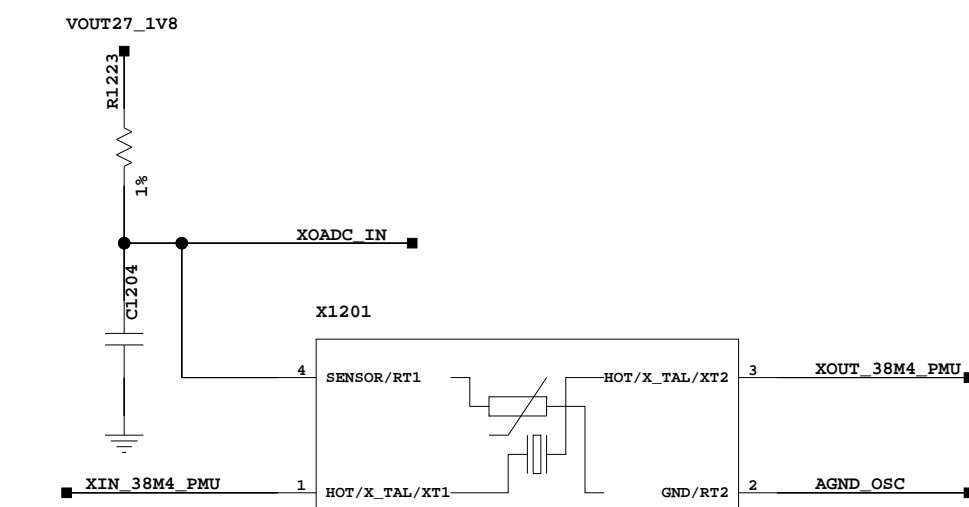 VOUT27_1V8
R1223
1%
XOADC_IN
C1204
X1201
4
SENSOR/RT1
HOT/X_TAL/XT2
3
XOUT_38M4_PMU
XIN_38M4_PMU
1
HOT/X_TAL/XT1
GND/RT2
2
AGND_OSC